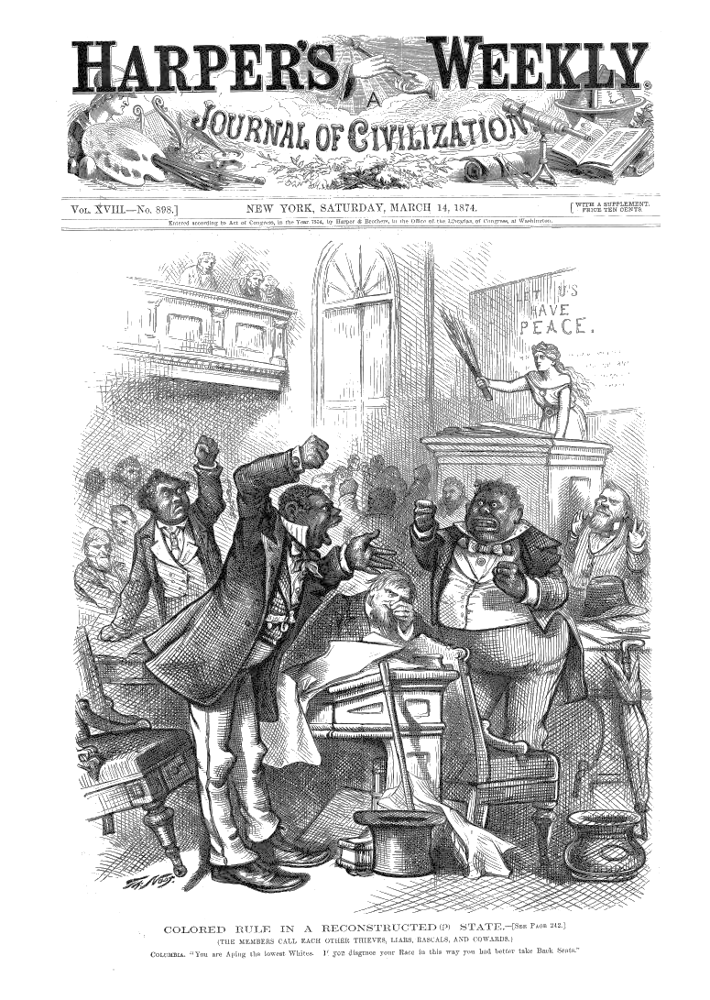 HARPER'S WEEKLY.
A
JOURNAL OF CIVILIZATION
VOL. XVIII.—NO. 898.]
NEW YORK, SATURDAY, MARCH 14, 1874.
[WITH A SUPPLEMENT.
PRICE TEN CENTS.
Entered according to Act of Congress, in the Year 1874, by Harper & Brothers, in the Office of the Librarian of Congress, at Washington.
LET US
HAVE
PEACE.
Th. Nast.
COLORED RULE IN A RECONSTRUCTED (?) STATE.—[SEE PAGE 242.]
(THE MEMBERS CALL EACH OTHER THIEVES, LIARS, RASCALS, AND COWARDS.)
COLUMBIA. "You are Aping the lowest Whites. If you disgrace your Race in this way you had better take Back Seats."